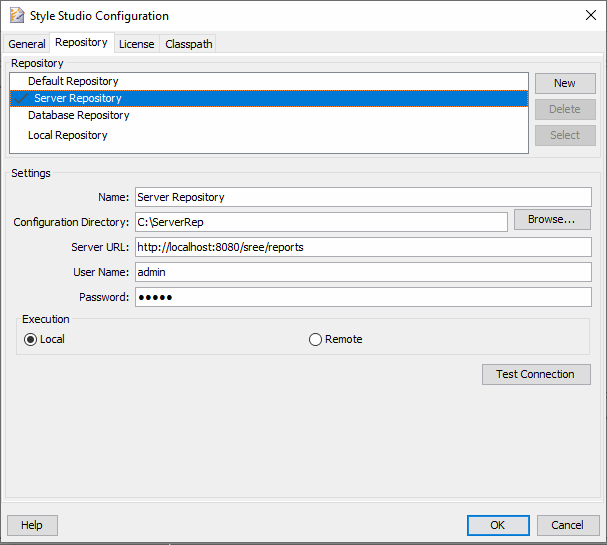 Style Studio Configuration
General Repository License Classpath
Repository
Default Repository
Server Repository
Database Repository
Local Repository
New
Delete
Select
Settings
Name: Server Repository
Configuration Directory: C:\ServerRep Browse...
Server URL: http://localhost:8080/sree/reports
User Name: admin
Password: •••••
Execution
Local Remote
Test Connection
Help OK Cancel